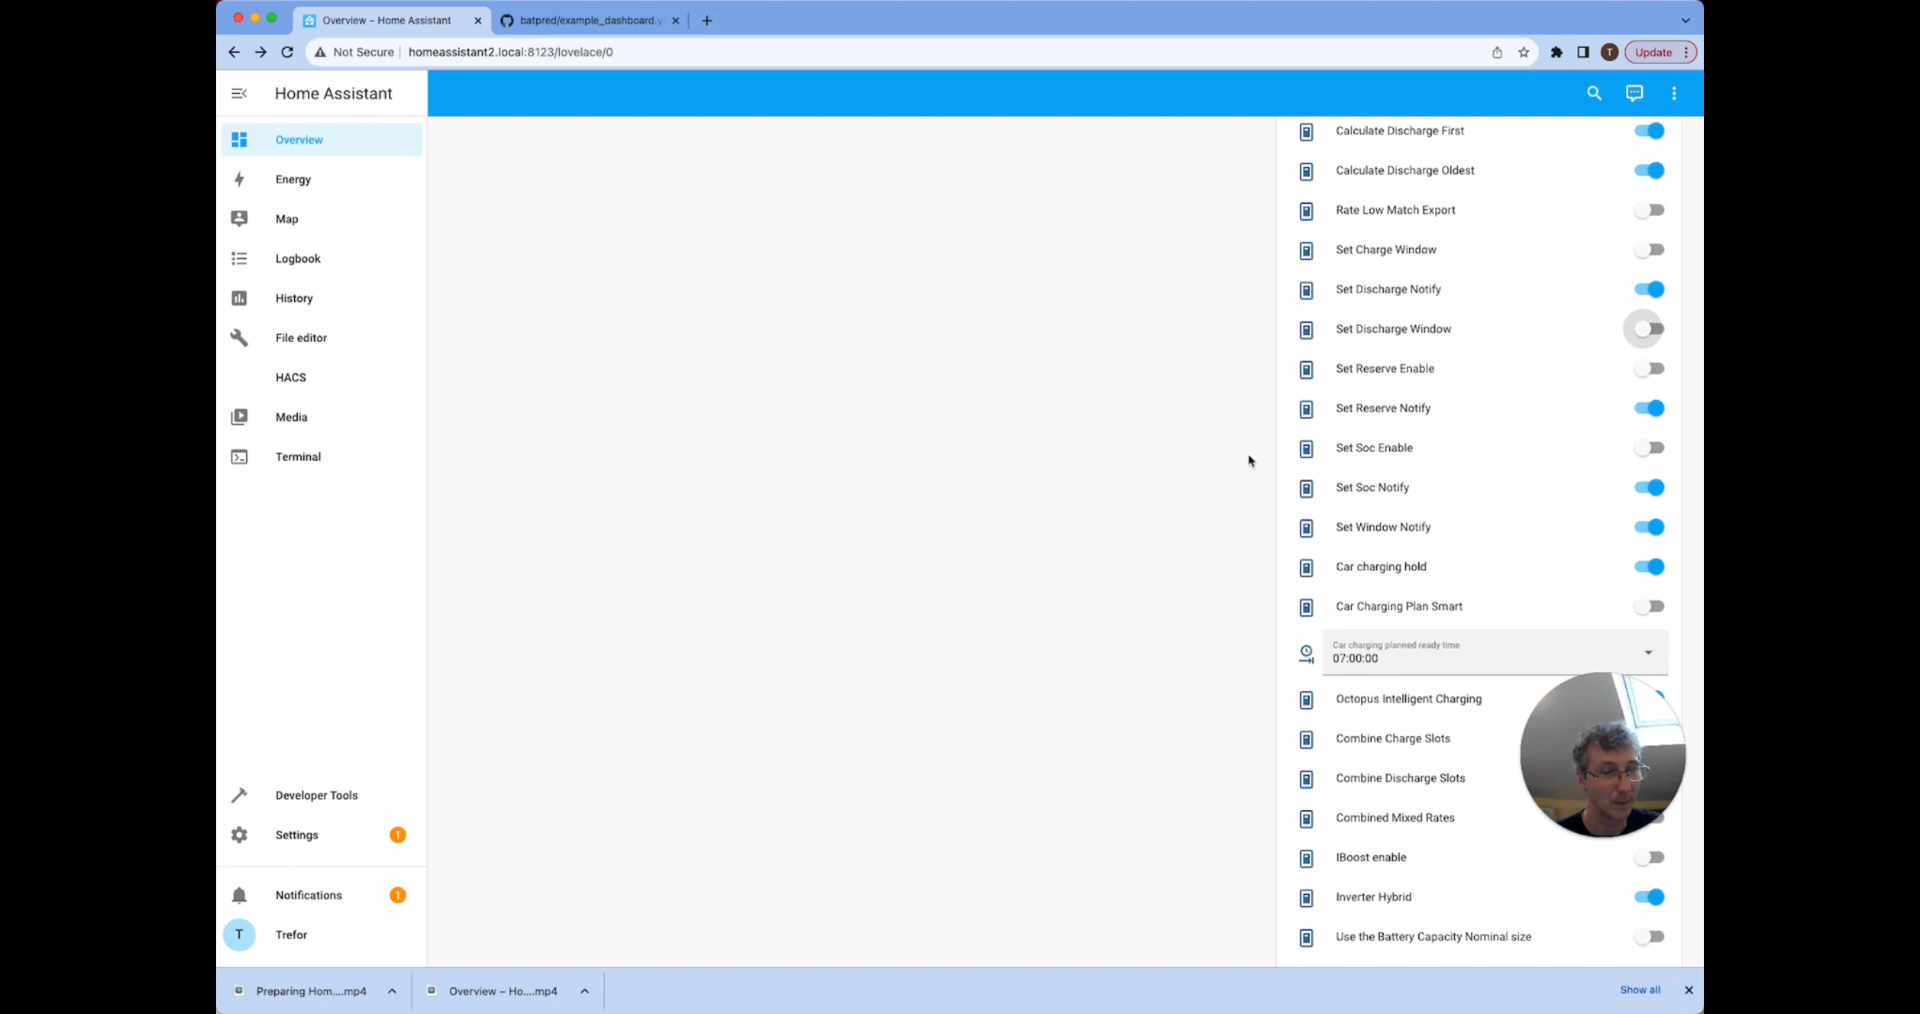 Overview – Home Assistant
batpred/example_dashboard.y
Not Secure
homeassistant2.local:8123/lovelace/0
T
Update
Home Assistant
Overview
Energy
Map
Logbook
History
File editor
HACS
Media
Terminal
Developer Tools
Settings
1
Notifications
1
T
Trefor
Calculate Discharge First
Calculate Discharge Oldest
Rate Low Match Export
Set Charge Window
Set Discharge Notify
Set Discharge Window
Set Reserve Enable
Set Reserve Notify
Set Soc Enable
Set Soc Notify
Set Window Notify
Car charging hold
Car Charging Plan Smart
Car charging planned ready time
07:00:00
Octopus Intelligent Charging
Combine Charge Slots
Combine Discharge Slots
Combined Mixed Rates
IBoost enable
Inverter Hybrid
Use the Battery Capacity Nominal size
Preparing Hom....mp4
Overview – Ho....mp4
Show all